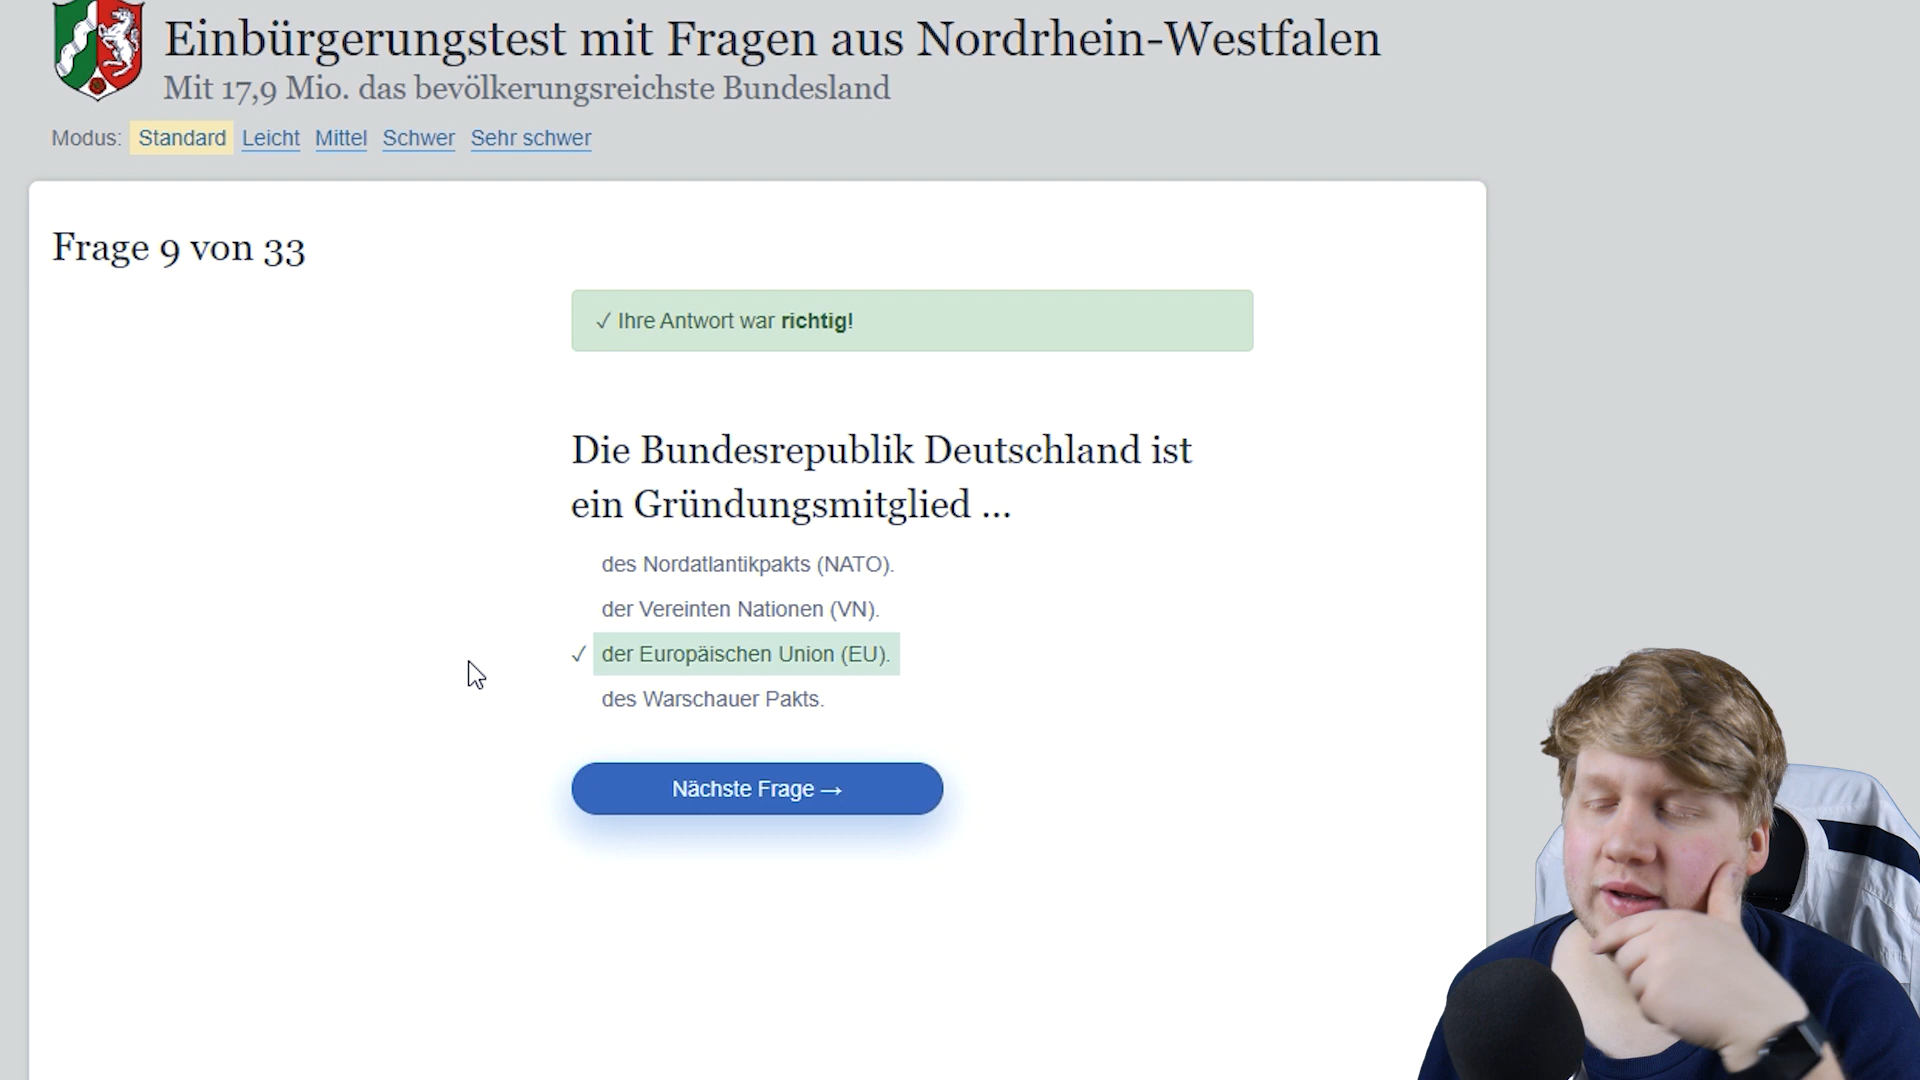 Einbürgerungstest mit Fragen aus Nordrhein-Westfalen
Mit 17,9 Mio. das bevölkerungsreichste Bundesland
Modus: Standard Leicht Mittel Schwer Sehr schwer
Frage 9 von 33
✓ Ihre Antwort war richtig!
Die Bundesrepublik Deutschland ist
ein Gründungsmitglied ...
des Nordatlantikpakts (NATO).
der Vereinten Nationen (VN).
✓ der Europäischen Union (EU).
des Warschauer Pakts.
Nächste Frage →